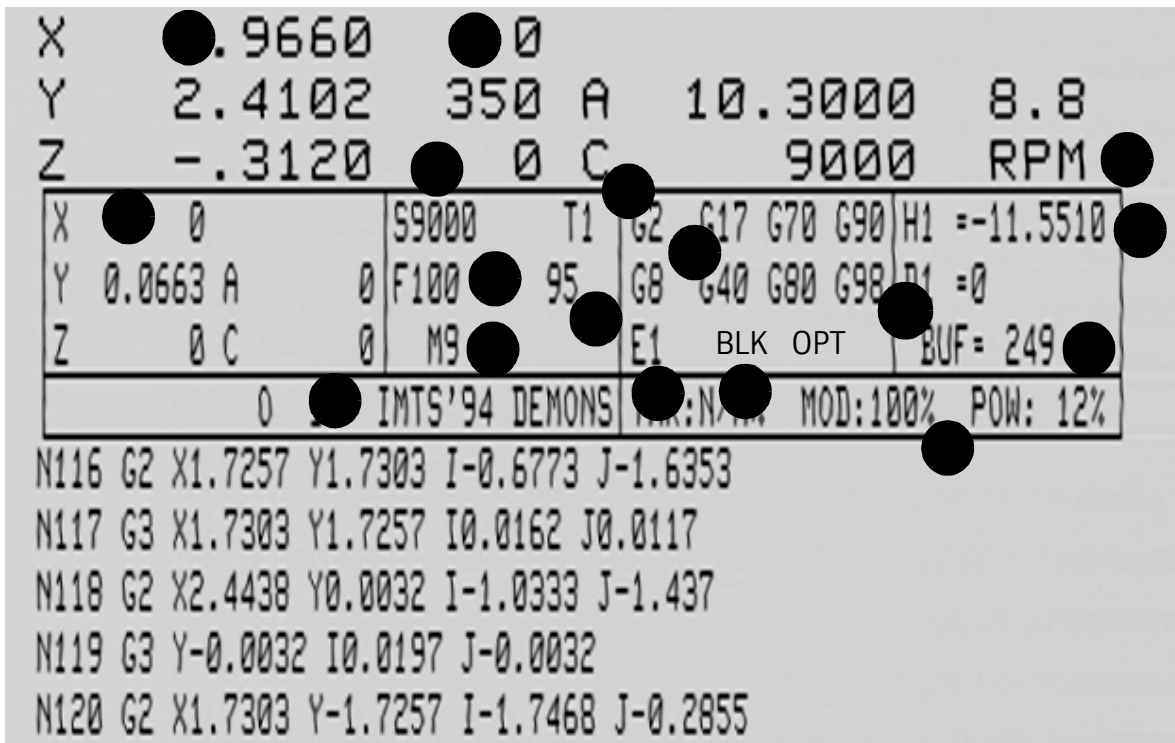 X .9660 0
Y 2.4102 350 A 10.3000 8.8
Z -.3120 0 C 9000 RPM
X 0 S9000 T1 G2 G17 G70 G90 H1 =-11.5510
Y 0.0663 A 0 F100 95 G8 G40 G80 G98 =0
Z 0 C 0 M9 E1 BLK OPT BUF= 249
O IMTS'94 DEMONS MOD:100% POW: 12%
N116 G2 X1.7257 Y1.7303 I-0.6773 J-1.6353
N117 G3 X1.7303 Y1.7257 I0.0162 J0.0117
N118 G2 X2.4438 Y0.0032 I-1.0333 J-1.437
N119 G3 Y-0.0032 I0.0197 J-0.0032
N120 G2 X1.7303 Y-1.7257 I-1.7468 J-0.2855